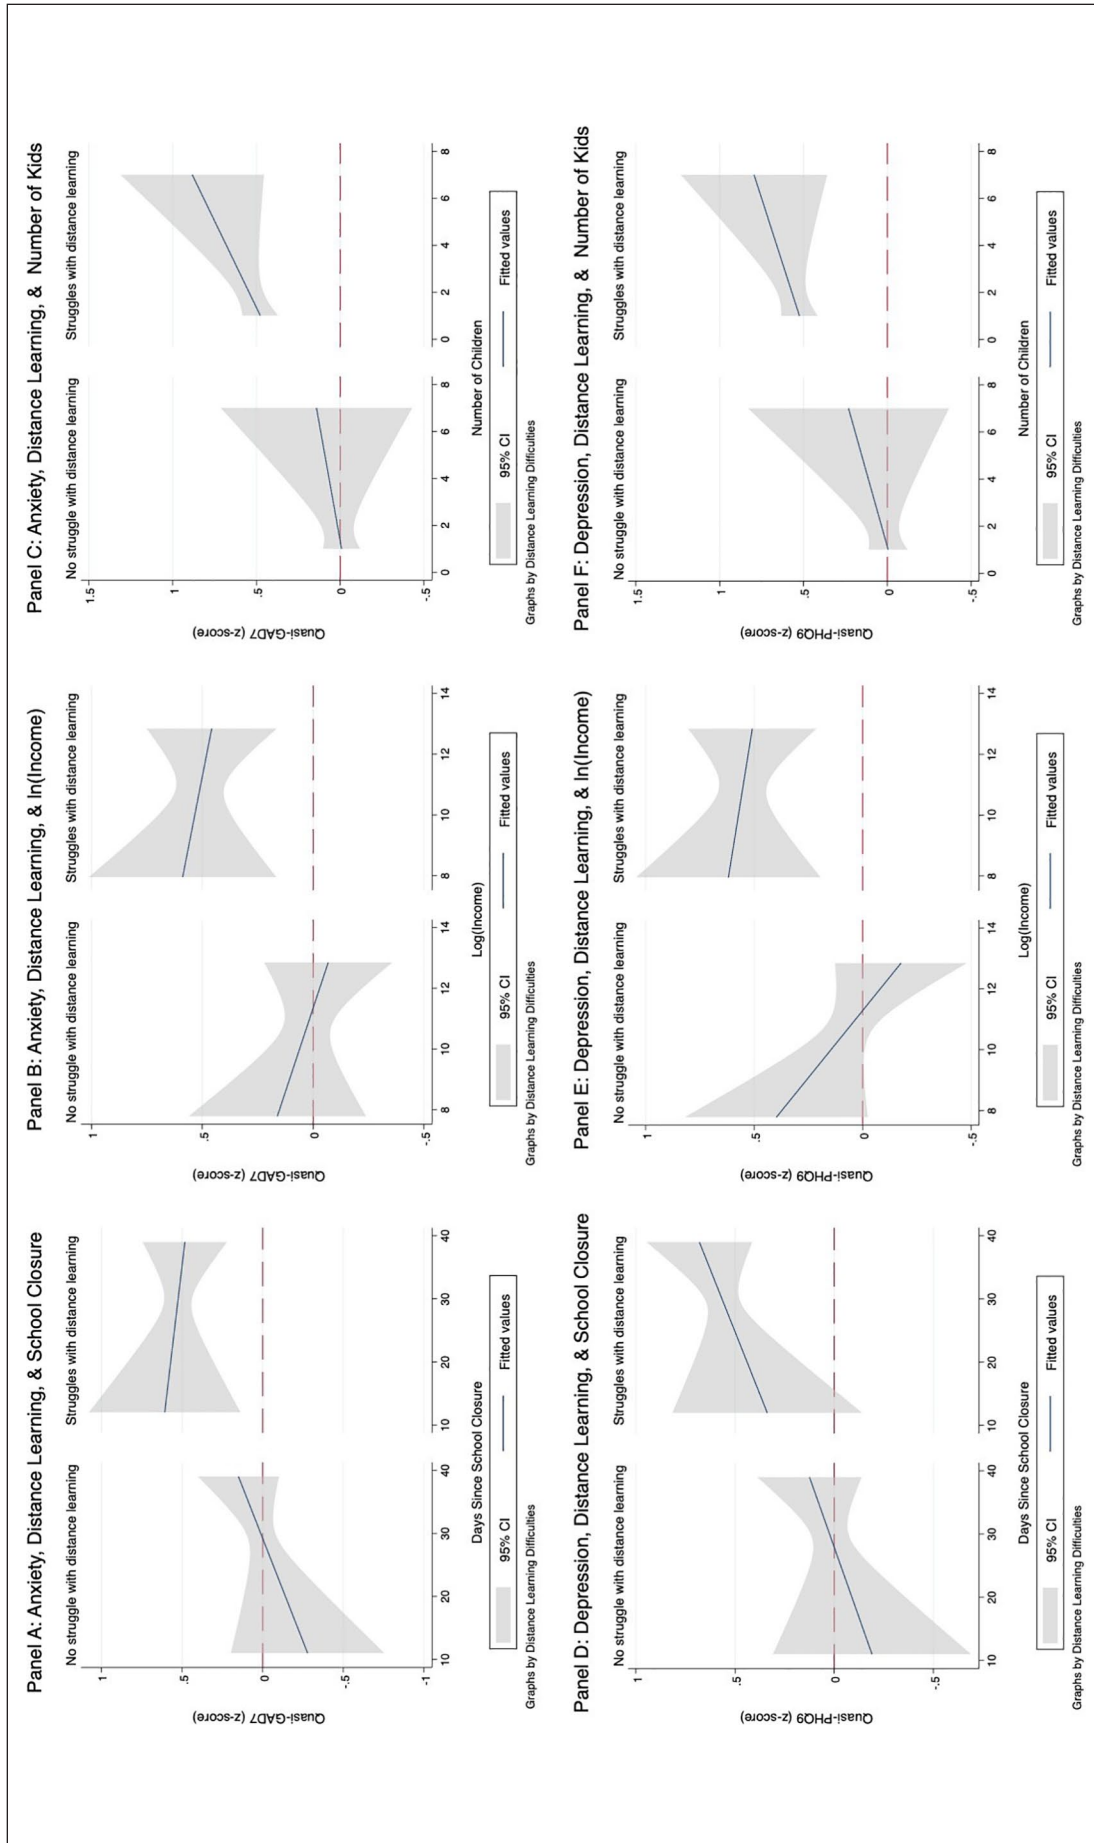 Panel A: Anxiety, Distance Learning, & School Closure
No struggle with distance learning
Struggles with distance learning
Quasi-GAD7 (z-score)
1
.5
0
-.5
-1
10 20 30 40
10 20 30 40
Days Since School Closure
95% CI Fitted values
Graphs by Distance Learning Difficulties
Panel B: Anxiety, Distance Learning, & ln(Income)
No struggle with distance learning
Struggles with distance learning
Quasi-GAD7 (z-score)
1
.5
0
-.5
8 10 12 14
8 10 12 14
Log(Income)
95% CI Fitted values
Graphs by Distance Learning Difficulties
Panel C: Anxiety, Distance Learning, & Number of Kids
No struggle with distance learning
Struggles with distance learning
Quasi-GAD7 (z-score)
1.5
1
.5
0
-.5
0 2 4 6 8
0 2 4 6 8
Number of Children
95% CI Fitted values
Graphs by Distance Learning Difficulties
Panel D: Depression, Distance Learning, & School Closure
No struggle with distance learning
Struggles with distance learning
Quasi-PHQ9 (z-score)
1
.5
0
-.5
10 20 30 40
10 20 30 40
Days Since School Closure
95% CI Fitted values
Graphs by Distance Learning Difficulties
Panel E: Depression, Distance Learning, & ln(Income)
No struggle with distance learning
Struggles with distance learning
Quasi-PHQ9 (z-score)
1
.5
0
-.5
8 10 12 14
8 10 12 14
Log(Income)
95% CI Fitted values
Graphs by Distance Learning Difficulties
Panel F: Depression, Distance Learning, & Number of Kids
No struggle with distance learning
Struggles with distance learning
Quasi-PHQ9 (z-score)
1.5
1
.5
0
-.5
0 2 4 6 8
0 2 4 6 8
Number of Children
95% CI Fitted values
Graphs by Distance Learning Difficulties